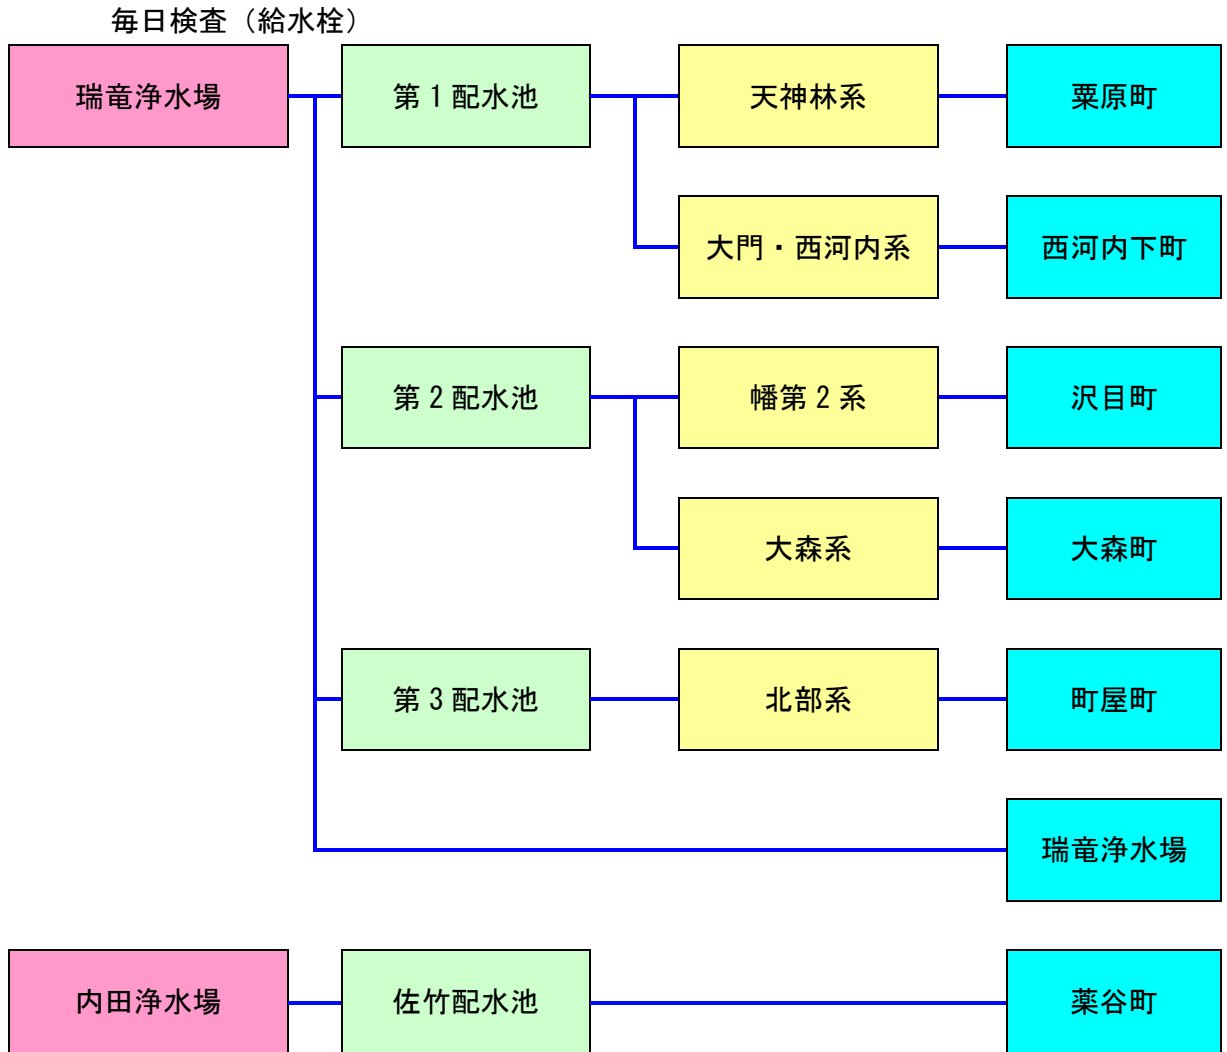 毎日検査（給水栓）
瑞竜浄水場
第１配水池
天神林系
粟原町
大門・西河内系
西河内下町
第２配水池
幡第２系
沢目町
大森系
大森町
第３配水池
北部系
町屋町
瑞竜浄水場
内田浄水場
佐竹配水池
薬谷町